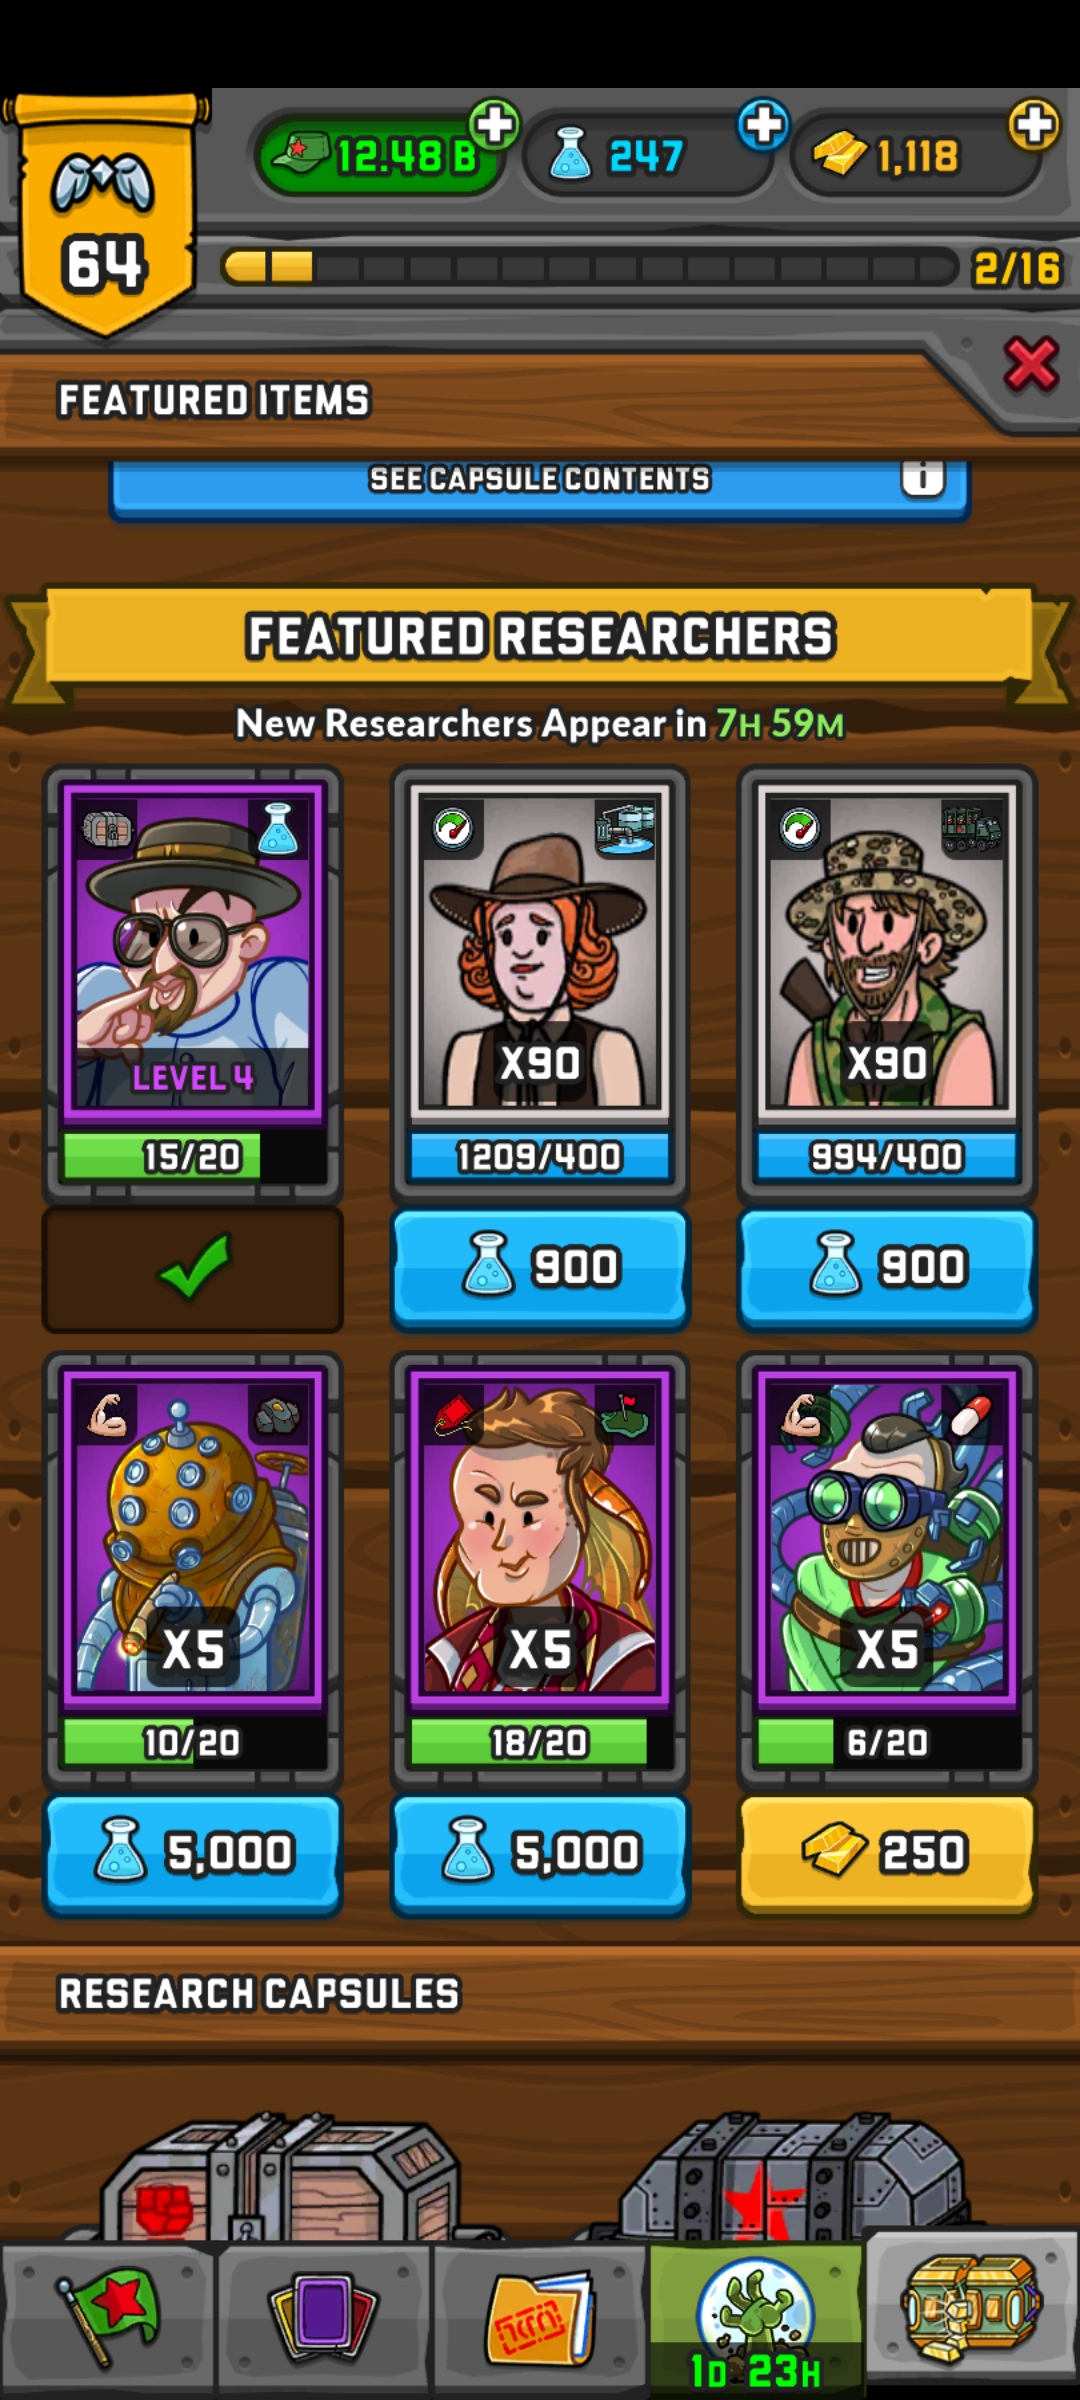 12.48 B
247
1,118
64
2/16
FEATURED ITEMS
SEE CAPSULE CONTENTS
i
FEATURED RESEARCHERS
New Researchers Appear in 7H 59M
LEVEL 4
X90
X90
15/20
1209/400
994/400
900
900
X5
X5
X5
10/20
18/20
6/20
5,000
5,000
250
RESEARCH CAPSULES
1D 23H